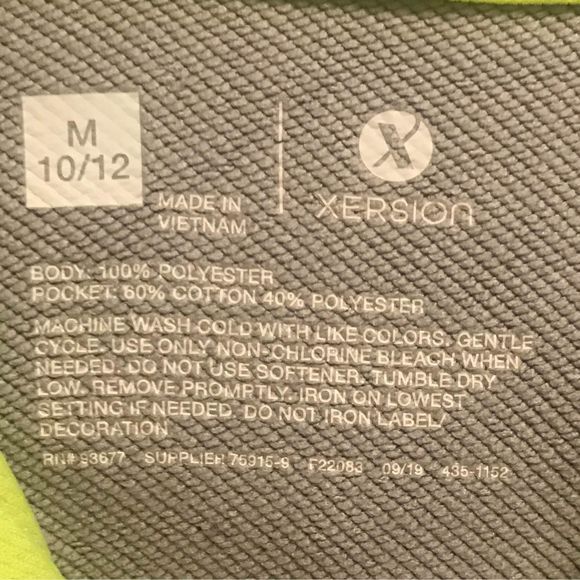 M
10/12
MADE IN
VIETNAM
X
XERSION
BODY: 100% POLYESTER
POCKET: 60% COTTON 40% POLYESTER
MACHINE WASH COLD WITH LIKE COLORS. GENTLE
CYCLE. USE ONLY NON-CHLORINE BLEACH WHEN
NEEDED. DO NOT USE SOFTENER. TUMBLE DRY
LOW. REMOVE PROMPTLY. IRON ON LOWEST
SETTING IF NEEDED. DO NOT IRON LABEL/
DECORATION
RN# 93677 SUPPLIER 75915-9 F22083 09/19 435-1152